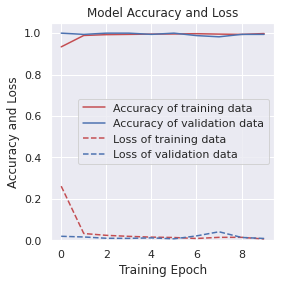 Model Accuracy and Loss
Accuracy and Loss
1.0
0.8
0.6
0.4
0.2
0.0
Accuracy of training data
Accuracy of validation data
Loss of training data
Loss of validation data
0 2 4 6 8
Training Epoch